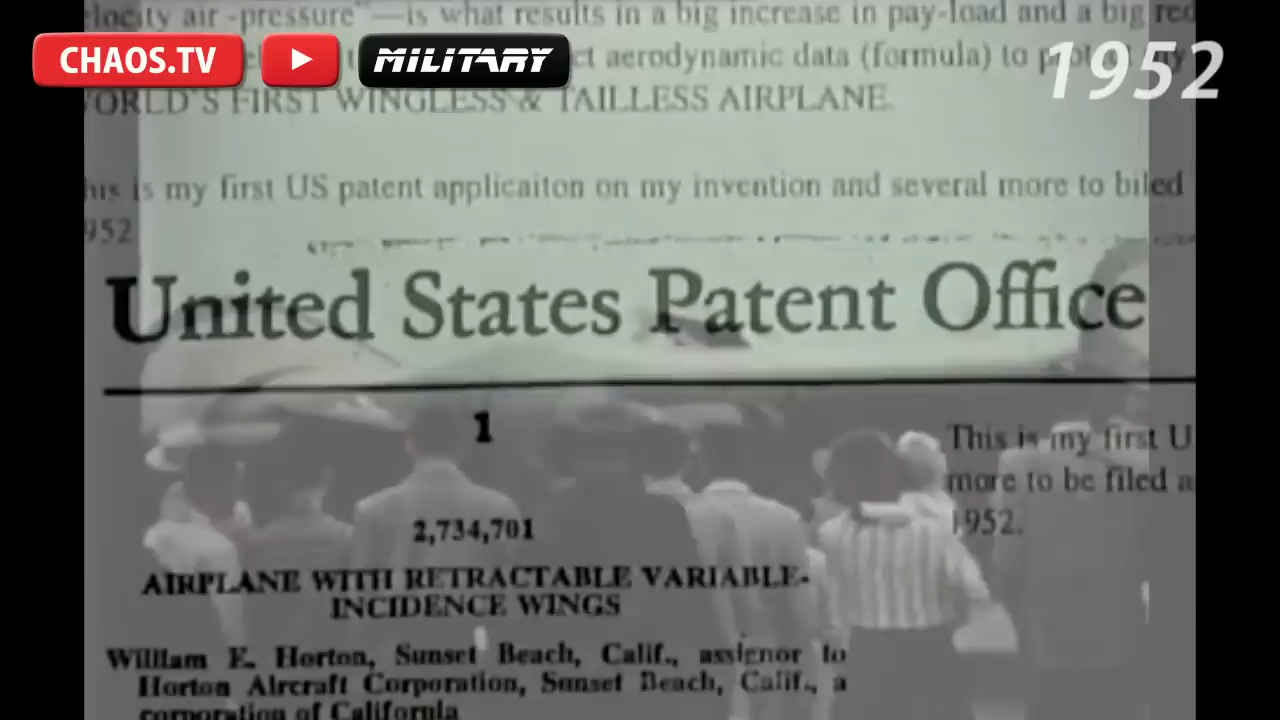 elocity air -pressure"—is what results in a big increase in pay-load and a big red
CHAOS.TV
MILITARY
ct aerodynamic data (formula) to protect my
1952
WORLD'S FIRST WINGLESS & TAILLESS AIRPLANE.
his is my first US patent applicaiton on my invention and several more to biled
952
United States Patent Office
1
This is my first U
more to be filed a
1952.
2,734,701
AIRPLANE WITH RETRACTABLE VARIABLE-
INCIDENCE WINGS
William E. Horton, Sunset Beach, Calif., assignor to
Horton Aircraft Corporation, Sunset Beach, Calif., a
corporation of California